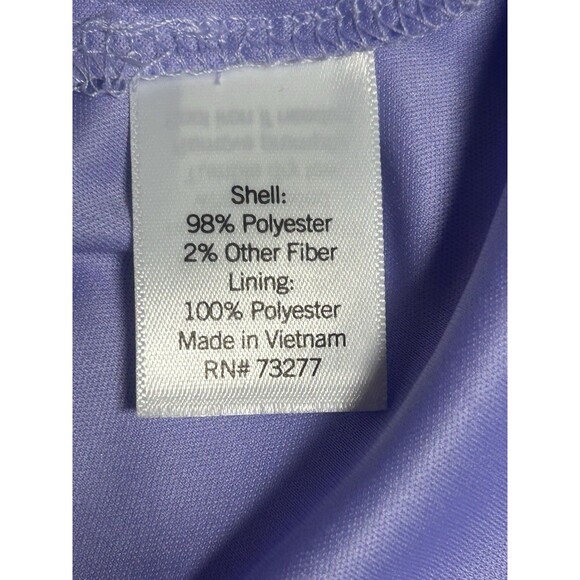 Shell:
98% Polyester
2% Other Fiber
Lining:
100% Polyester
Made in Vietnam
RN# 73277